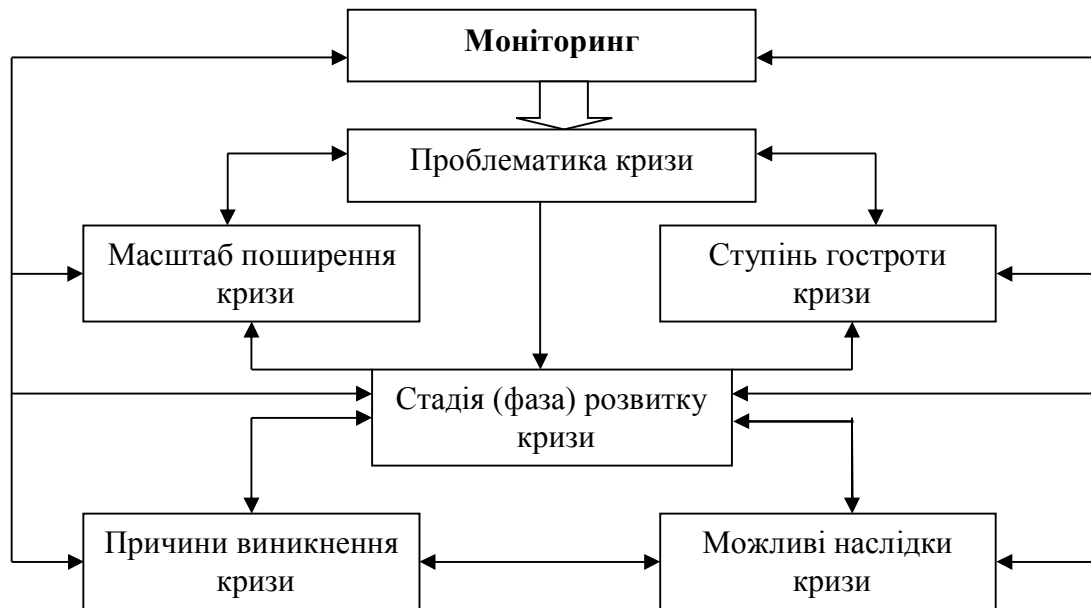 Моніторинг
Проблематика кризи
Масштаб поширення
кризи
Ступінь гостроти
кризи
Стадія (фаза) розвитку
кризи
Причини виникнення
кризи
Можливі наслідки
кризи